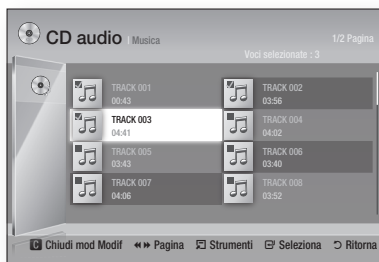 CD audio | Musica
1/2 Pagina
Voci selezionate : 3
TRACK 001
00:43
TRACK 002
03:56
TRACK 003
04:41
TRACK 004
04:02
TRACK 005
03:43
TRACK 006
03:40
TRACK 007
04:06
TRACK 008
03:52
C Chiudi mod Modif Pagina Strumenti Seleziona Ritorna